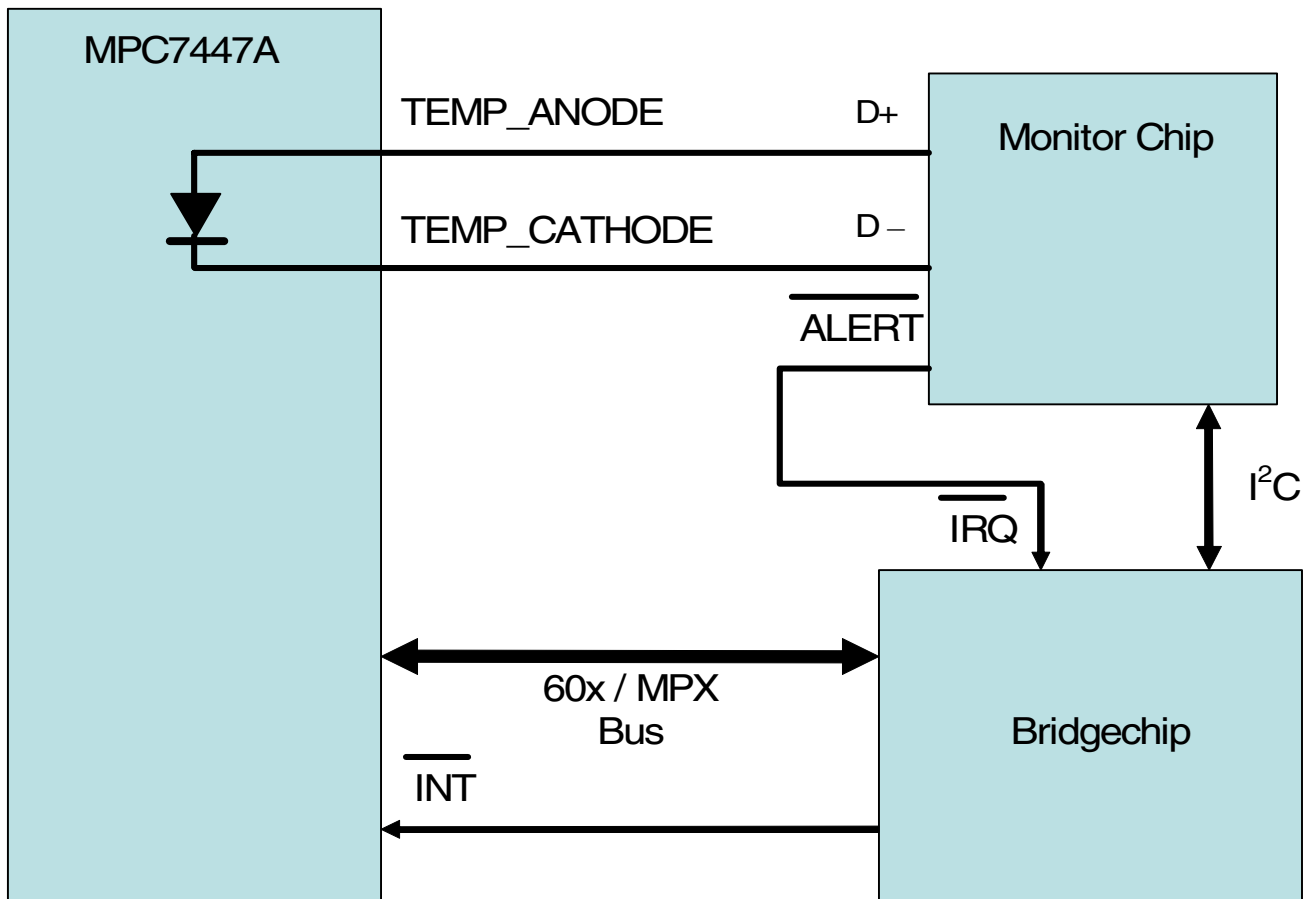 MPC7447A
TEMP_ANODE D+
Monitor Chip
TEMP_CATHODE D –
ALERT
I²C
IRQ
60x / MPX
Bus
Bridgechip
INT